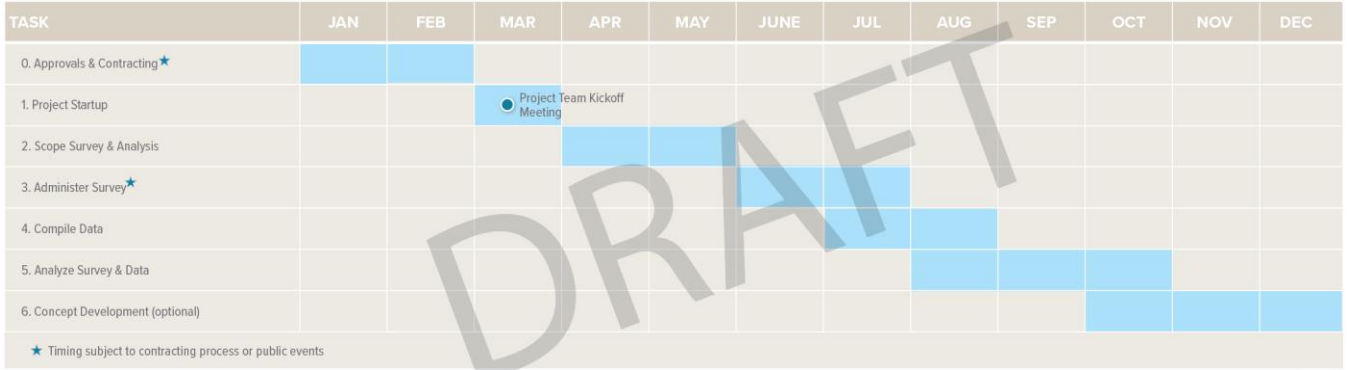 TASK JAN FEB MAR APR MAY JUNE JUL AUG SEP OCT NOV DEC
0. Approvals & Contracting★
1. Project Startup
Project Team Kickoff
Meeting
2. Scope Survey & Analysis
3. Administer Survey★
4. Compile Data
5. Analyze Survey & Data
6. Concept Development (optional)
★ Timing subject to contracting process or public events
DRAFT